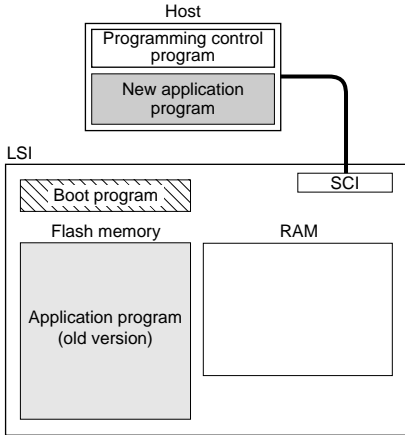 Host
Programming control
program
New application
program
LSI
SCI
Boot program
Flash memory
RAM
Application program
(old version)